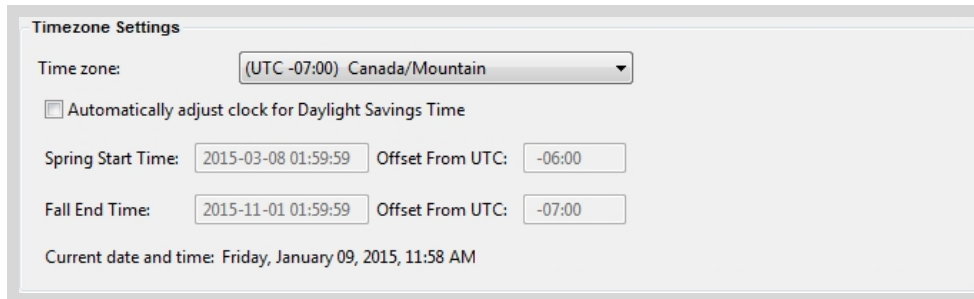 Timezone Settings
Time zone: (UTC -07:00) Canada/Mountain
Automatically adjust clock for Daylight Savings Time
Spring Start Time: 2015-03-08 01:59:59 Offset From UTC: -06:00
Fall End Time: 2015-11-01 01:59:59 Offset From UTC: -07:00
Current date and time: Friday, January 09, 2015, 11:58 AM